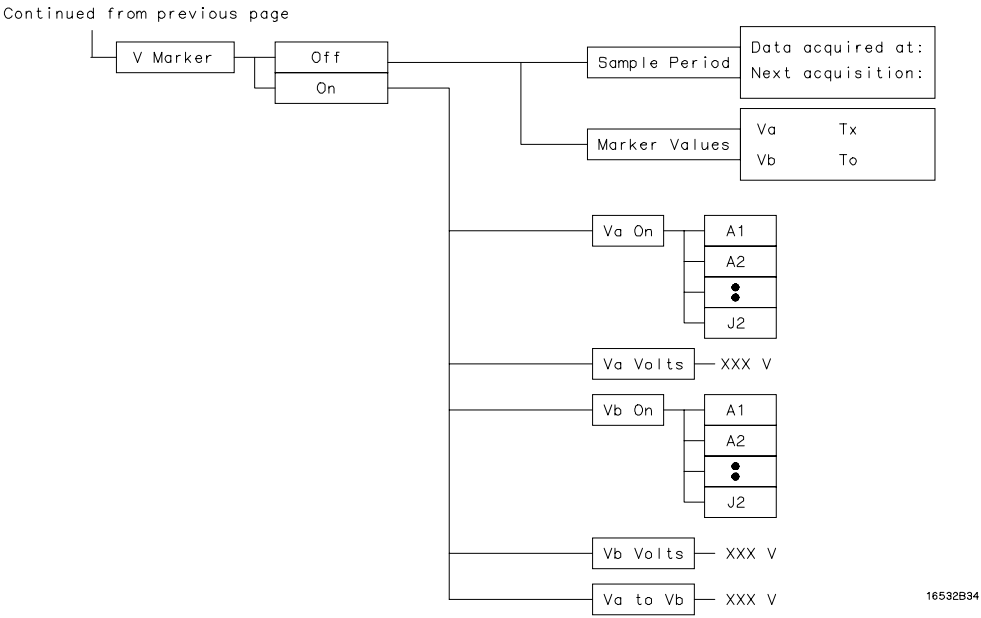 Continued from previous page
V Marker
Off
On
Sample Period
Data acquired at:
Next acquisition:
Marker Values
Va Tx
Vb To
Va On
A1
A2
J2
Va Volts
XXX V
Vb On
A1
A2
J2
Vb Volts
XXX V
Va to Vb
XXX V
16532B34